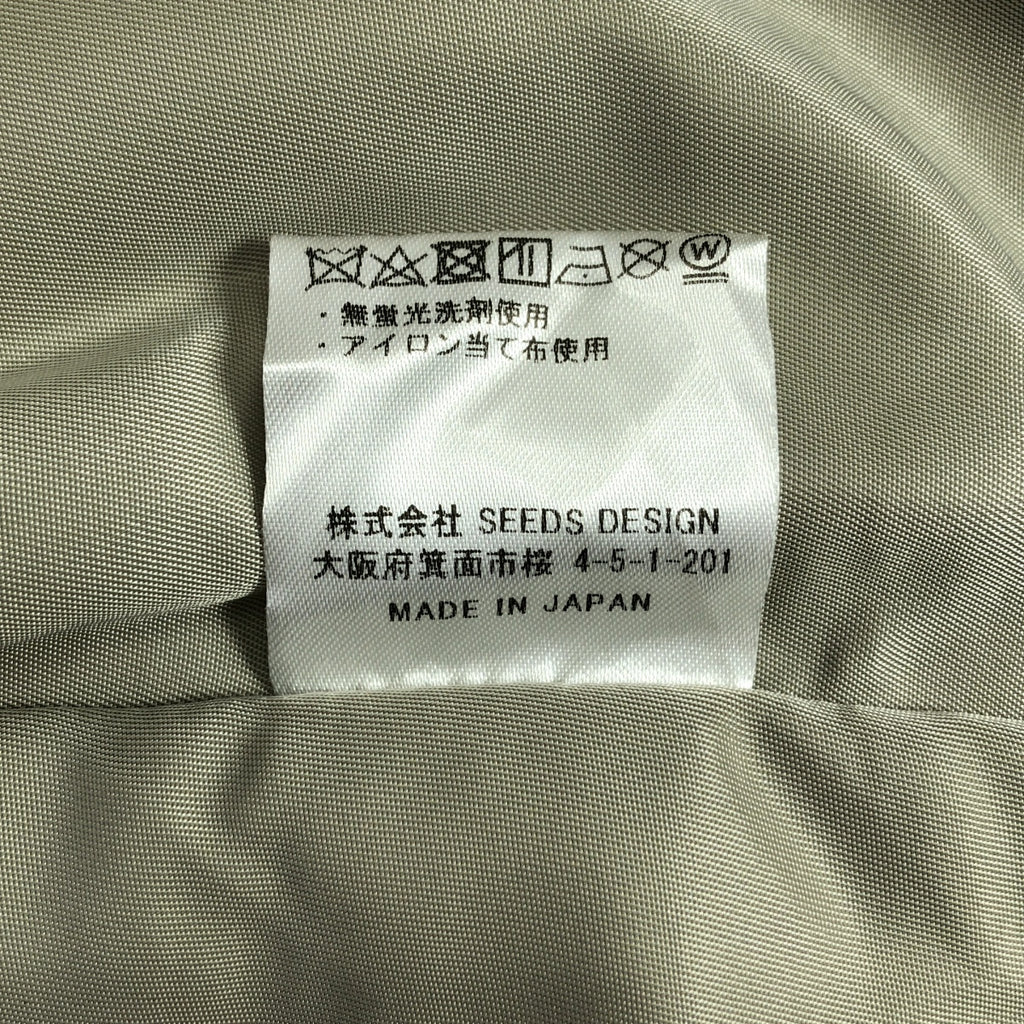 W
・無蛍光洗剤使用
・アイロン当て布使用
株式会社 SEEDS DESIGN
大阪府箕面市桜 4-5-1-201
MADE IN JAPAN